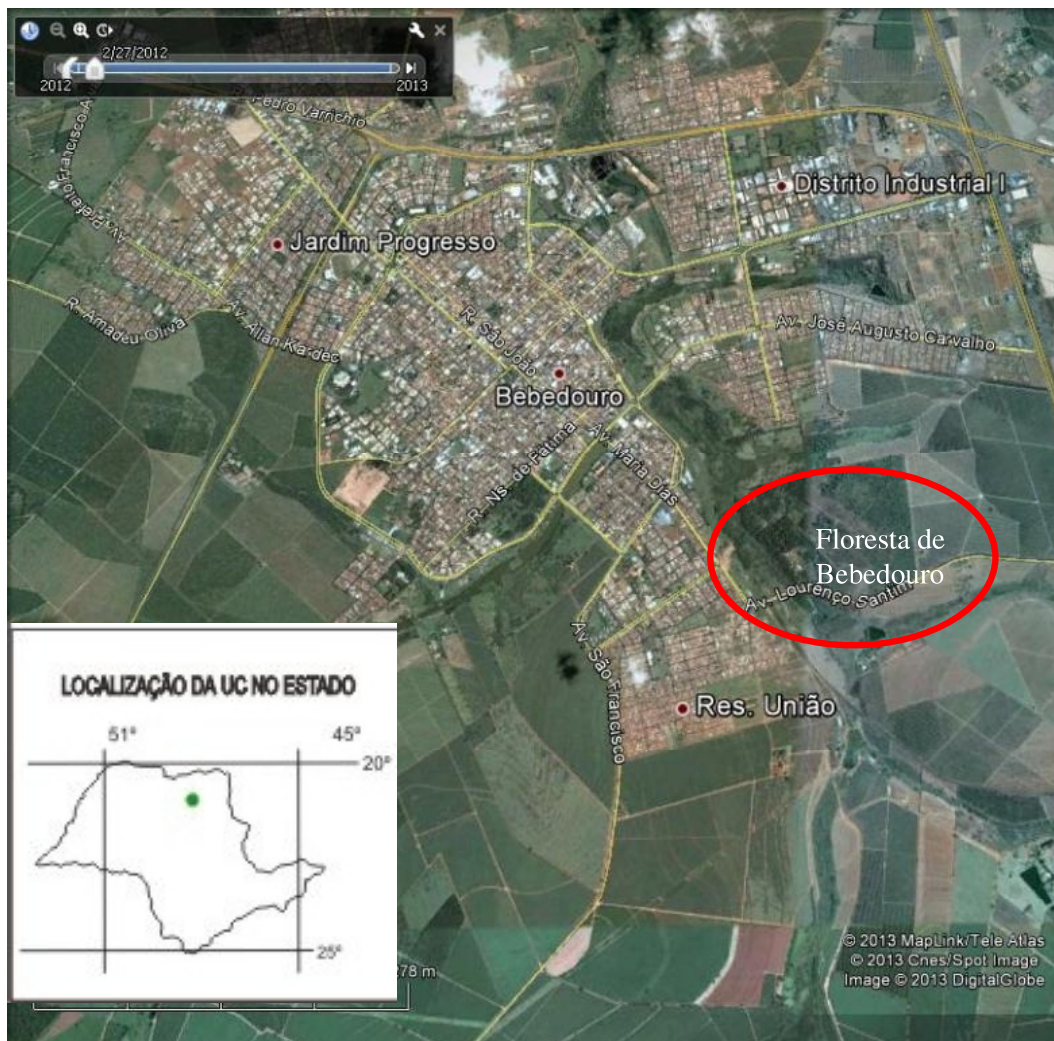 2/27/2012
2012
2013
Pedro Varrichio
Av. Prefeito Francisco
Distrito Industrial I
Jardim Progresso
R. Amadeu Oliva
Av. Allan Kardec
R. São João
Av. José Augusto Carvalho
Bebedouro
Av. Maria Dias
R. Ns. de Fátima
Floresta de
Bebedouro
Av. Lourenço Santin
Av. São Francisco
Res. União
LOCALIZAÇÃO DA UC NO ESTADO
51º
45º
20º
25º
278 m
© 2013 MapLink/Tele Atlas
© 2013 Cnes/Spot Image
Image © 2013 DigitalGlobe